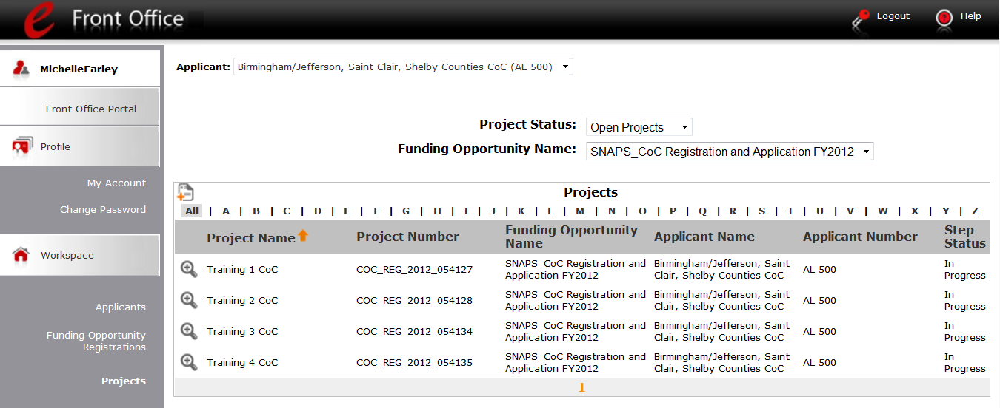 e Front Office
Logout
Help
MichelleFarley
Front Office Portal
Profile
My Account
Change Password
Workspace
Applicants
Funding Opportunity
Registrations
Projects
Applicant: Birmingham/Jefferson, Saint Clair, Shelby Counties CoC (AL 500)
Project Status: Open Projects
Funding Opportunity Name: SNAPS_CoC Registration and Application FY2012
Projects
All | A | B | C | D | E | F | G | H | I | J | K | L | M | N | O | P | Q | R | S | T | U | V | W | X | Y | Z
Project Name Project Number Funding Opportunity Name Applicant Name Applicant Number Step Status
Training 1 CoC COC_REG_2012_054127 SNAPS_CoC Registration and Birmingham/Jefferson, Saint AL 500 In
Application FY2012 Clair, Shelby Counties CoC Progress
Training 2 CoC COC_REG_2012_054128 SNAPS_CoC Registration and Birmingham/Jefferson, Saint AL 500 In
Application FY2012 Clair, Shelby Counties CoC Progress
Training 3 CoC COC_REG_2012_054134 SNAPS_CoC Registration and Birmingham/Jefferson, Saint AL 500 In
Application FY2012 Clair, Shelby Counties CoC Progress
Training 4 CoC COC_REG_2012_054135 SNAPS_CoC Registration and Birmingham/Jefferson, Saint AL 500 In
Application FY2012 Clair, Shelby Counties CoC Progress
1